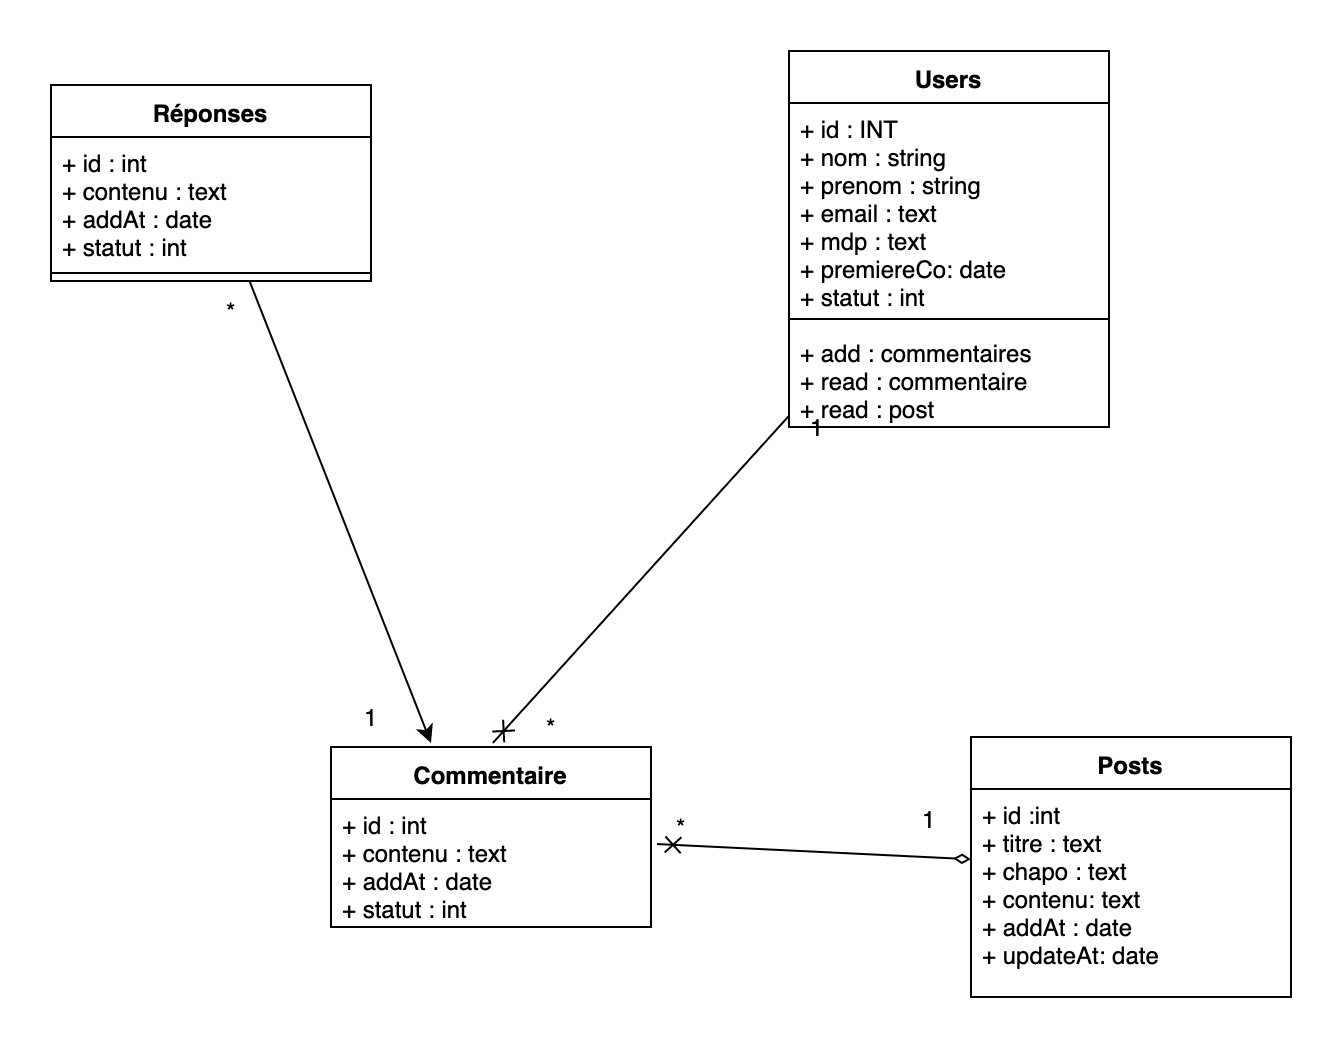 Réponses
+ id : int
+ contenu : text
+ addAt : date
+ statut : int
*
Users
+ id : INT
+ nom : string
+ prenom : string
+ email : text
+ mdp : text
+ premiereCo: date
+ statut : int
+ add : commentaires
+ read : commentaire
+ read : post
1
1
*
Commentaire
+ id : int
+ contenu : text
+ addAt : date
+ statut : int
*
1
Posts
+ id :int
+ titre : text
+ chapo : text
+ contenu: text
+ addAt : date
+ updateAt: date